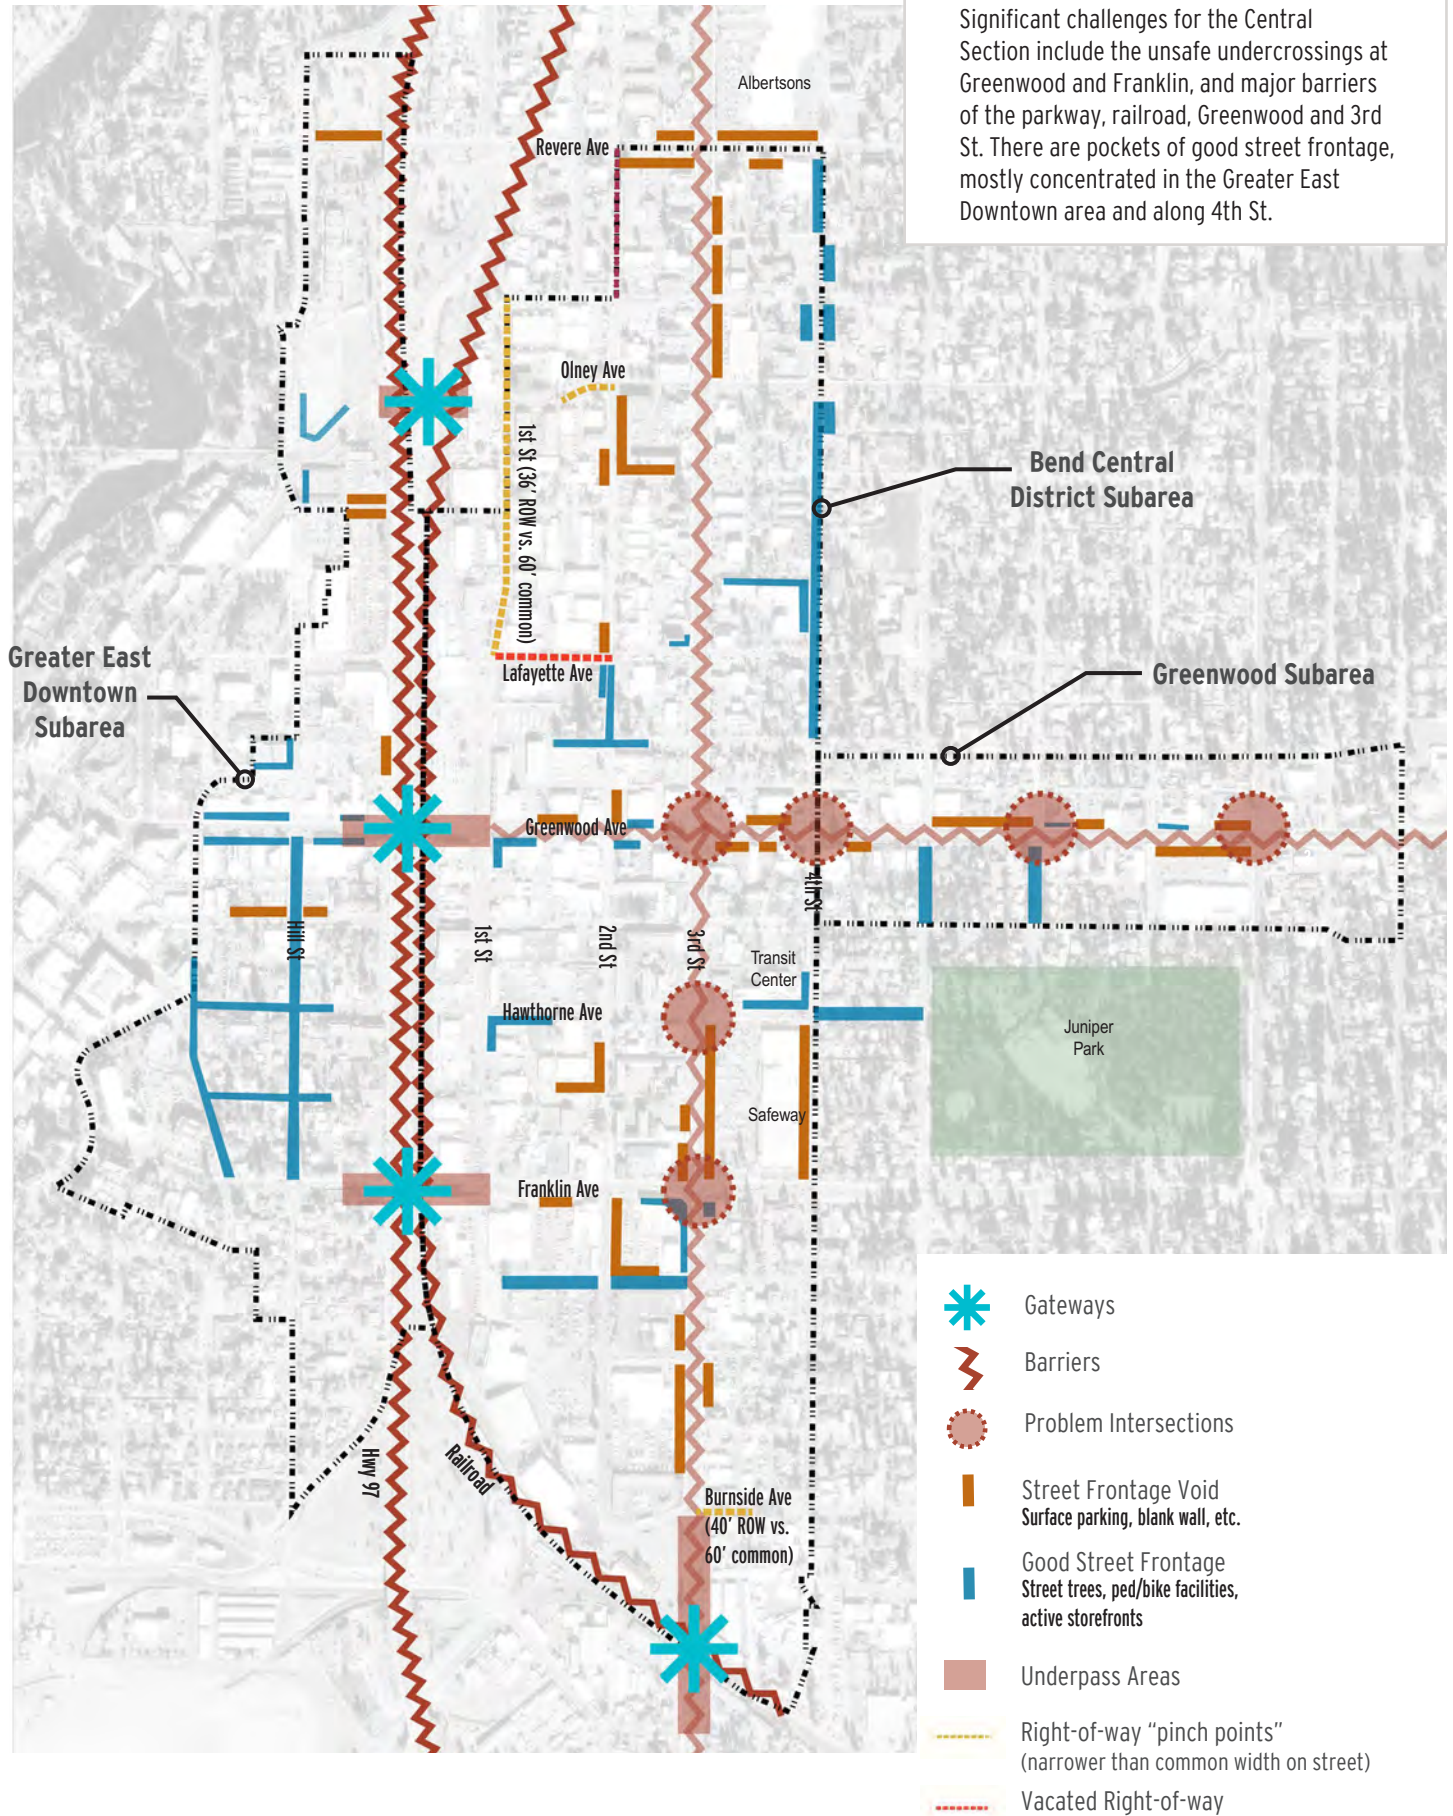 Significant challenges for the Central
Section include the unsafe undercrossings at
Greenwood and Franklin, and major barriers
of the parkway, railroad, Greenwood and 3rd
St. There are pockets of good street frontage,
mostly concentrated in the Greater East
Downtown area and along 4th St.
Albertsons
Revere Ave
Olney Ave
1st St (36' ROW vs. 60' common)
Bend Central
District Subarea
Lafayette Ave
Greater East
Downtown
Subarea
Greenwood Subarea
Greenwood Ave
4th St
Hill St
1st St
2nd St
3rd St
Transit
Center
Hawthorne Ave
Juniper
Park
Safeway
Franklin Ave
Hwy 97
Railroad
Burnside Ave
(40' ROW vs.
60' common)
Gateways
Barriers
Problem Intersections
Street Frontage Void
Surface parking, blank wall, etc.
Good Street Frontage
Street trees, ped/bike facilities,
active storefronts
Underpass Areas
Right-of-way “pinch points”
(narrower than common width on street)
Vacated Right-of-way